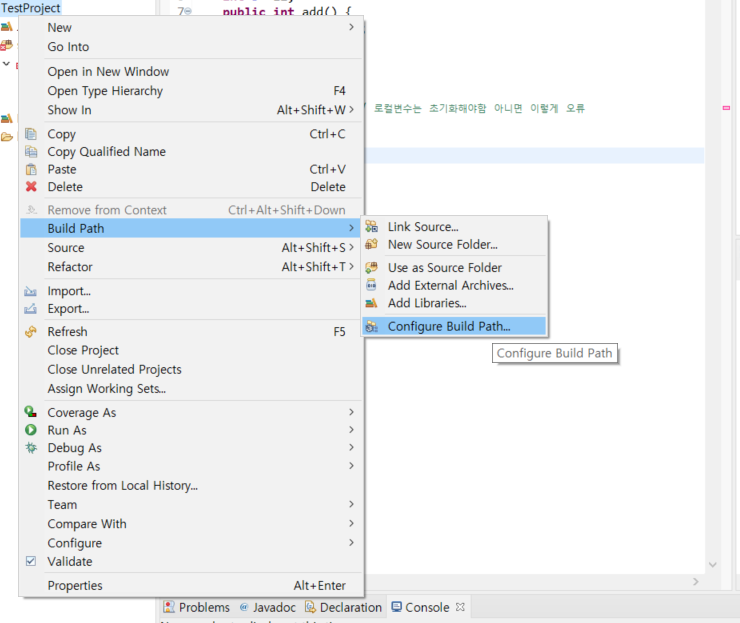 TestProject
7
public int add() {
New
Go Into
Open in New Window
Open Type Hierarchy F4
Show In Alt+Shift+W >
로컬변수는 초기화해야함 아니면 이렇게 오류
Copy Ctrl+C
Copy Qualified Name
Paste Ctrl+V
Delete Delete
Remove from Context Ctrl+Alt+Shift+Down
Build Path
Source Alt+Shift+S >
Refactor Alt+Shift+T >
Import...
Export...
Refresh F5
Close Project
Close Unrelated Projects
Assign Working Sets...
Coverage As
Run As
Debug As
Profile As
Restore from Local History...
Team
Compare With
Configure
Validate
Properties Alt+Enter
Link Source...
New Source Folder...
Use as Source Folder
Add External Archives...
Add Libraries...
Configure Build Path...
Configure Build Path
Problems @ Javadoc Declaration Console